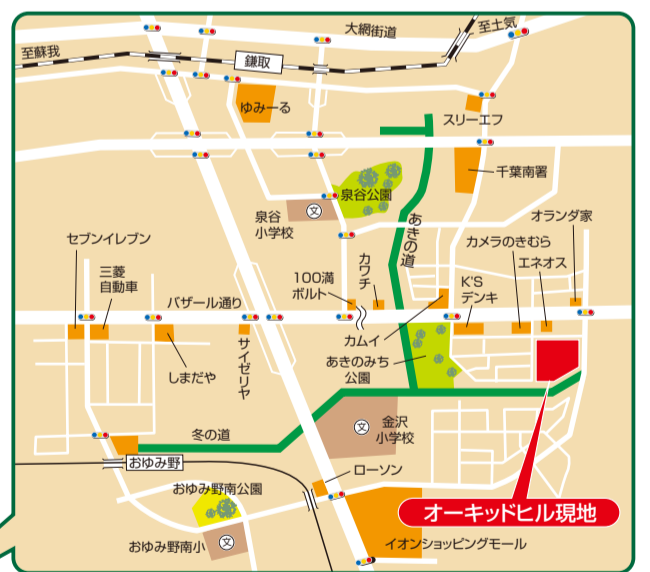 大網街道
至土気
至蘇我
鎌取
ゆみーる
スリーエフ
千葉南署
泉谷公園
文
泉谷
小学校
あきの道
オランダ家
セブンイレブン
三菱
自動車
バザール通り
カワチ
100満
ボルト
カメラのきむら
エネオス
K'S
デンキ
カムイ
あきのみち
公園
しまだや
サイゼリヤ
冬の道
文
金沢
小学校
おゆみ野
ローソン
おゆみ野南公園
オーキッドヒル現地
おゆみ野南小
文
イオンショッピングモール